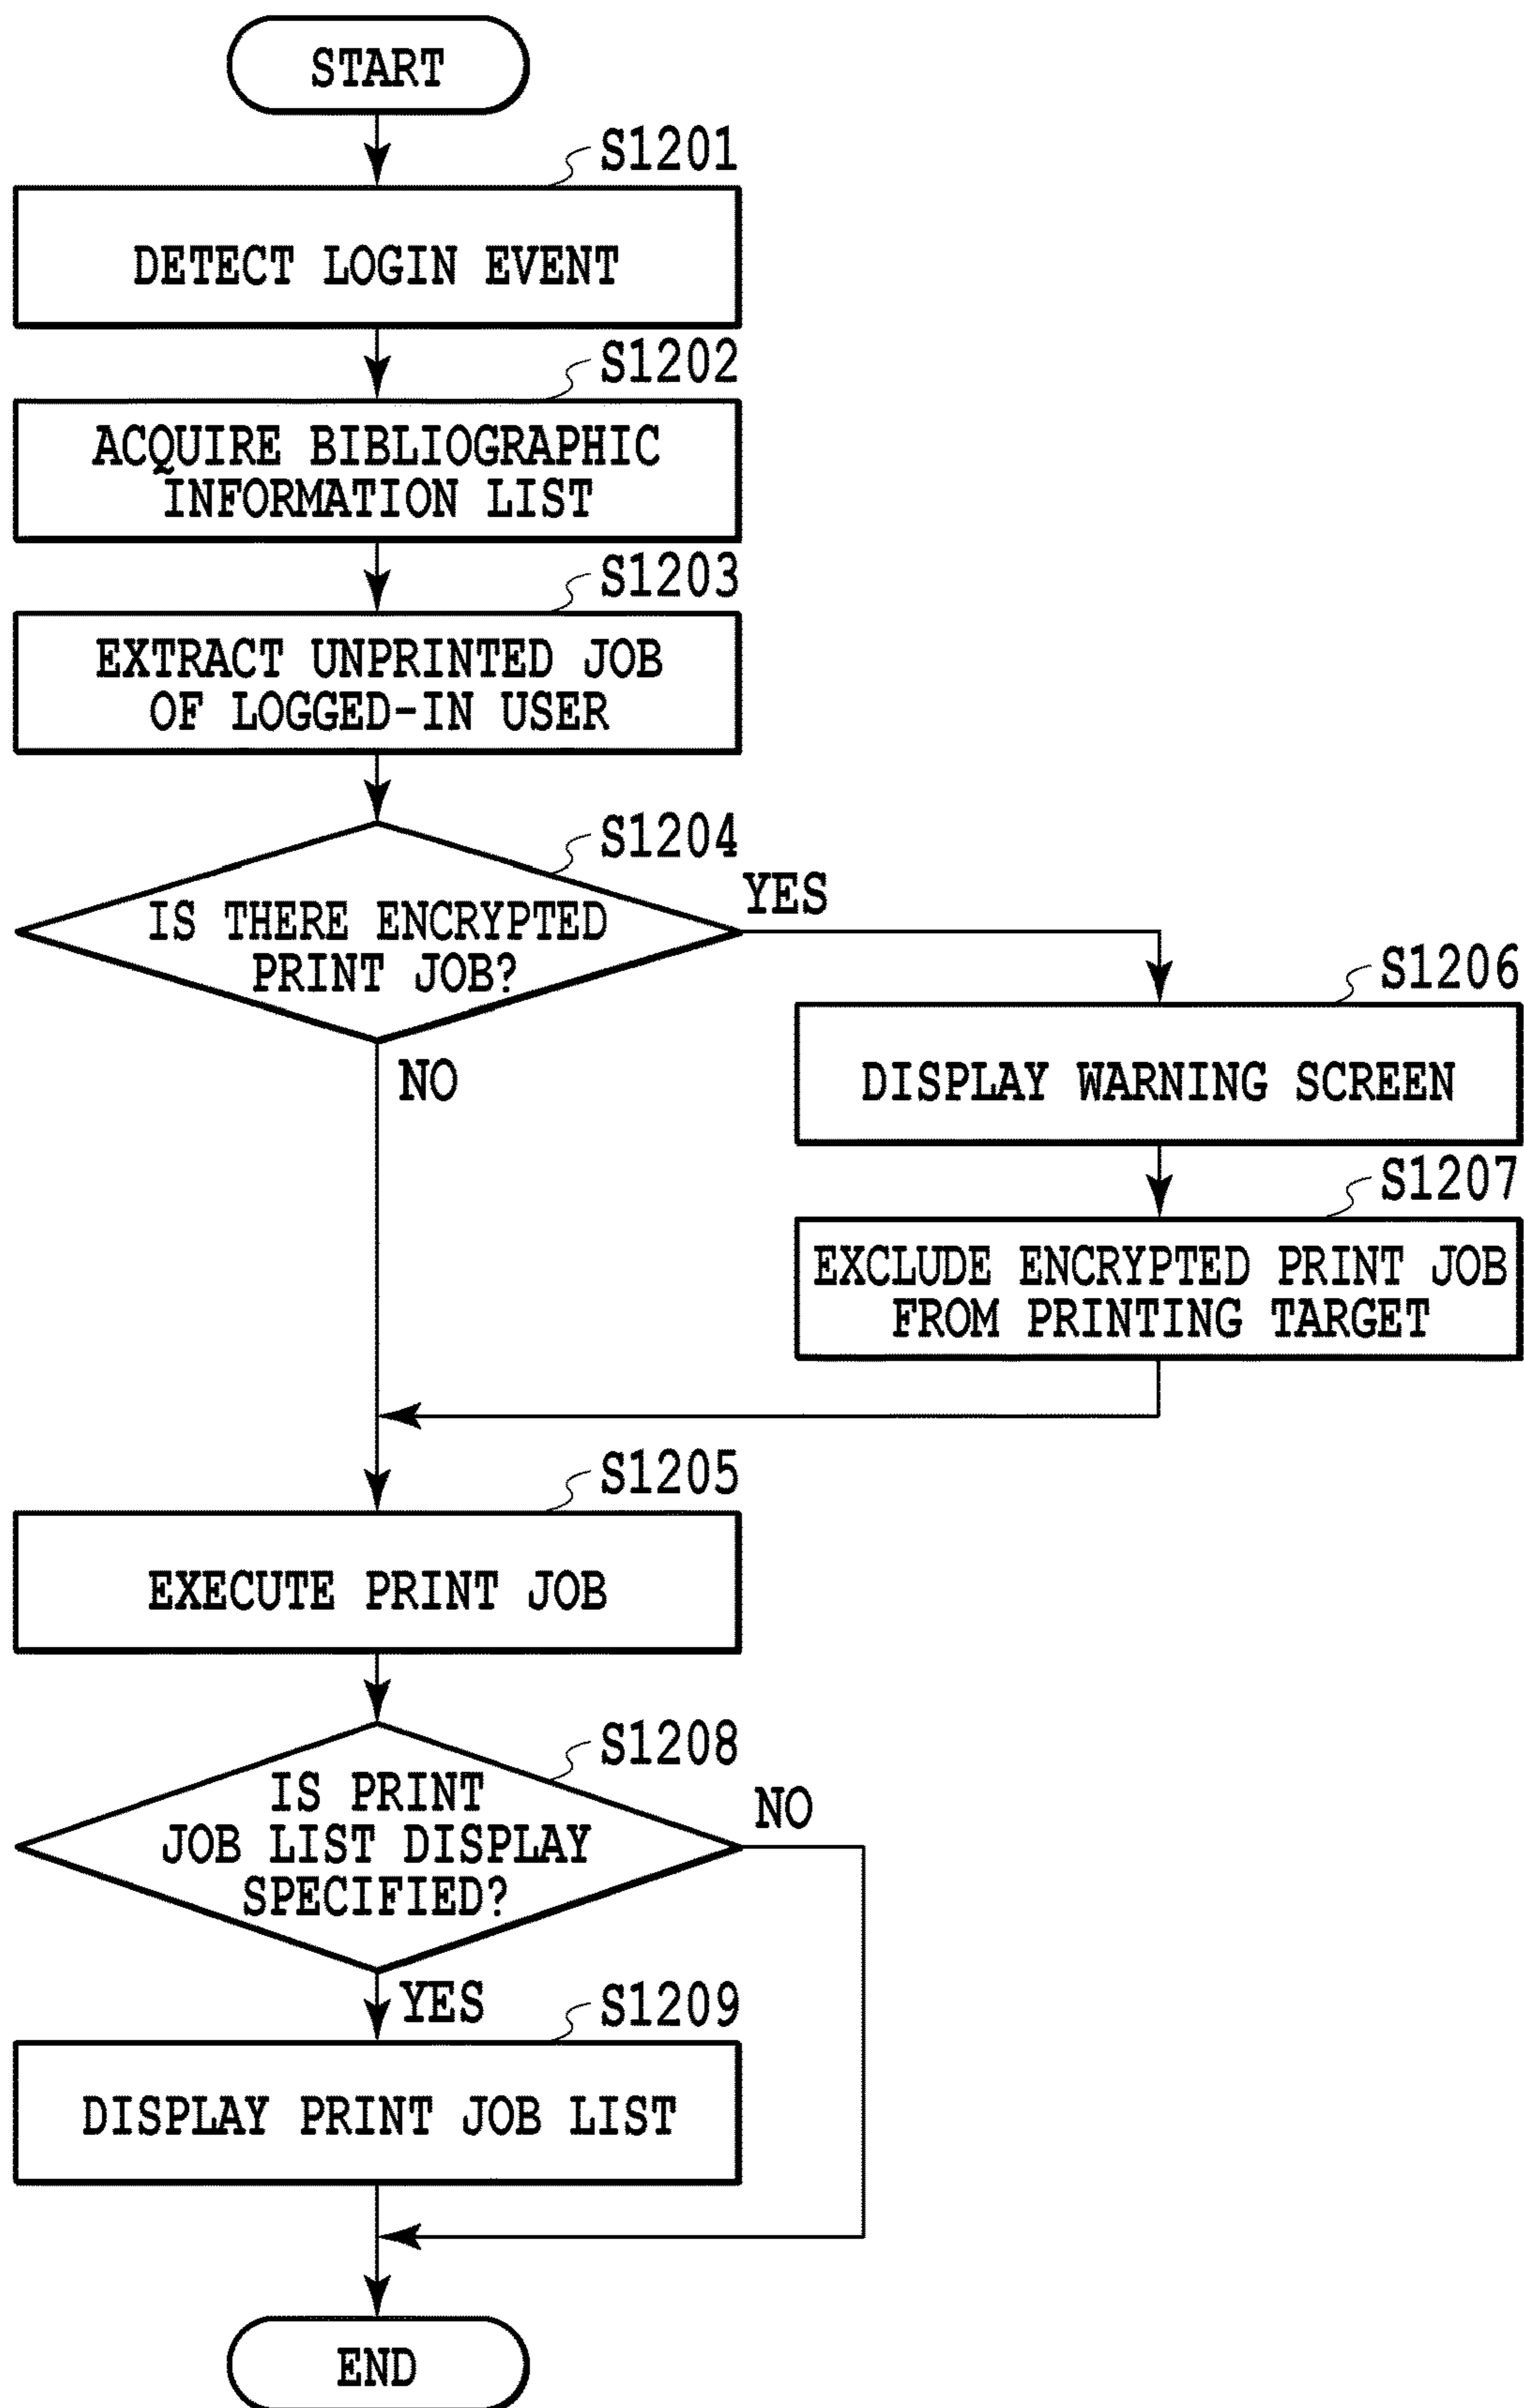 START
S1201
DETECT LOGIN EVENT
S1202
ACQUIRE BIBLIOGRAPHIC
INFORMATION LIST
S1203
EXTRACT UNPRINTED JOB
OF LOGGED-IN USER
S1204
IS THERE ENCRYPTED
PRINT JOB?
YES
NO
S1206
DISPLAY WARNING SCREEN
S1207
EXCLUDE ENCRYPTED PRINT JOB
FROM PRINTING TARGET
S1205
EXECUTE PRINT JOB
S1208
IS PRINT
JOB LIST DISPLAY
SPECIFIED?
NO
YES
S1209
DISPLAY PRINT JOB LIST
END